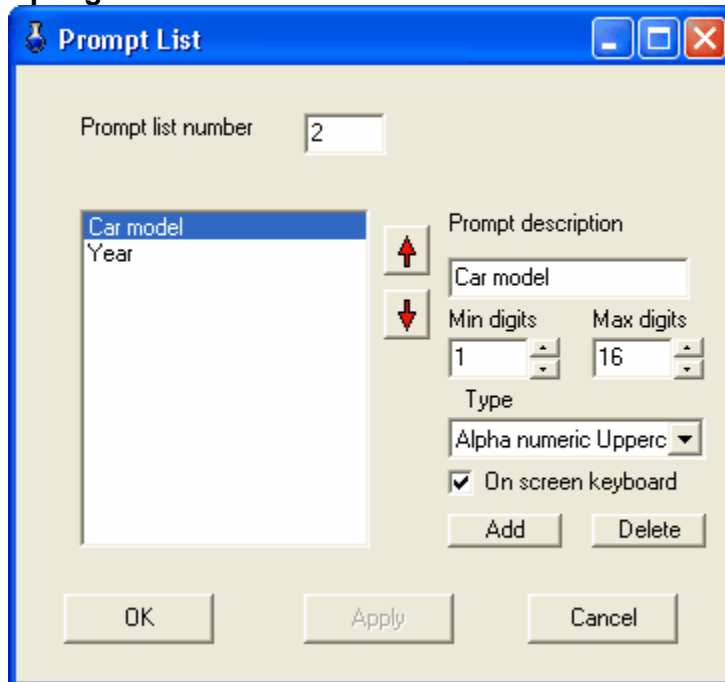 Prompt List
Prompt list number
2
Car model
Year
Prompt description
Car model
Min digits Max digits
1 16
Type
Alpha numeric Upperc
On screen keyboard
Add Delete
OK Apply Cancel